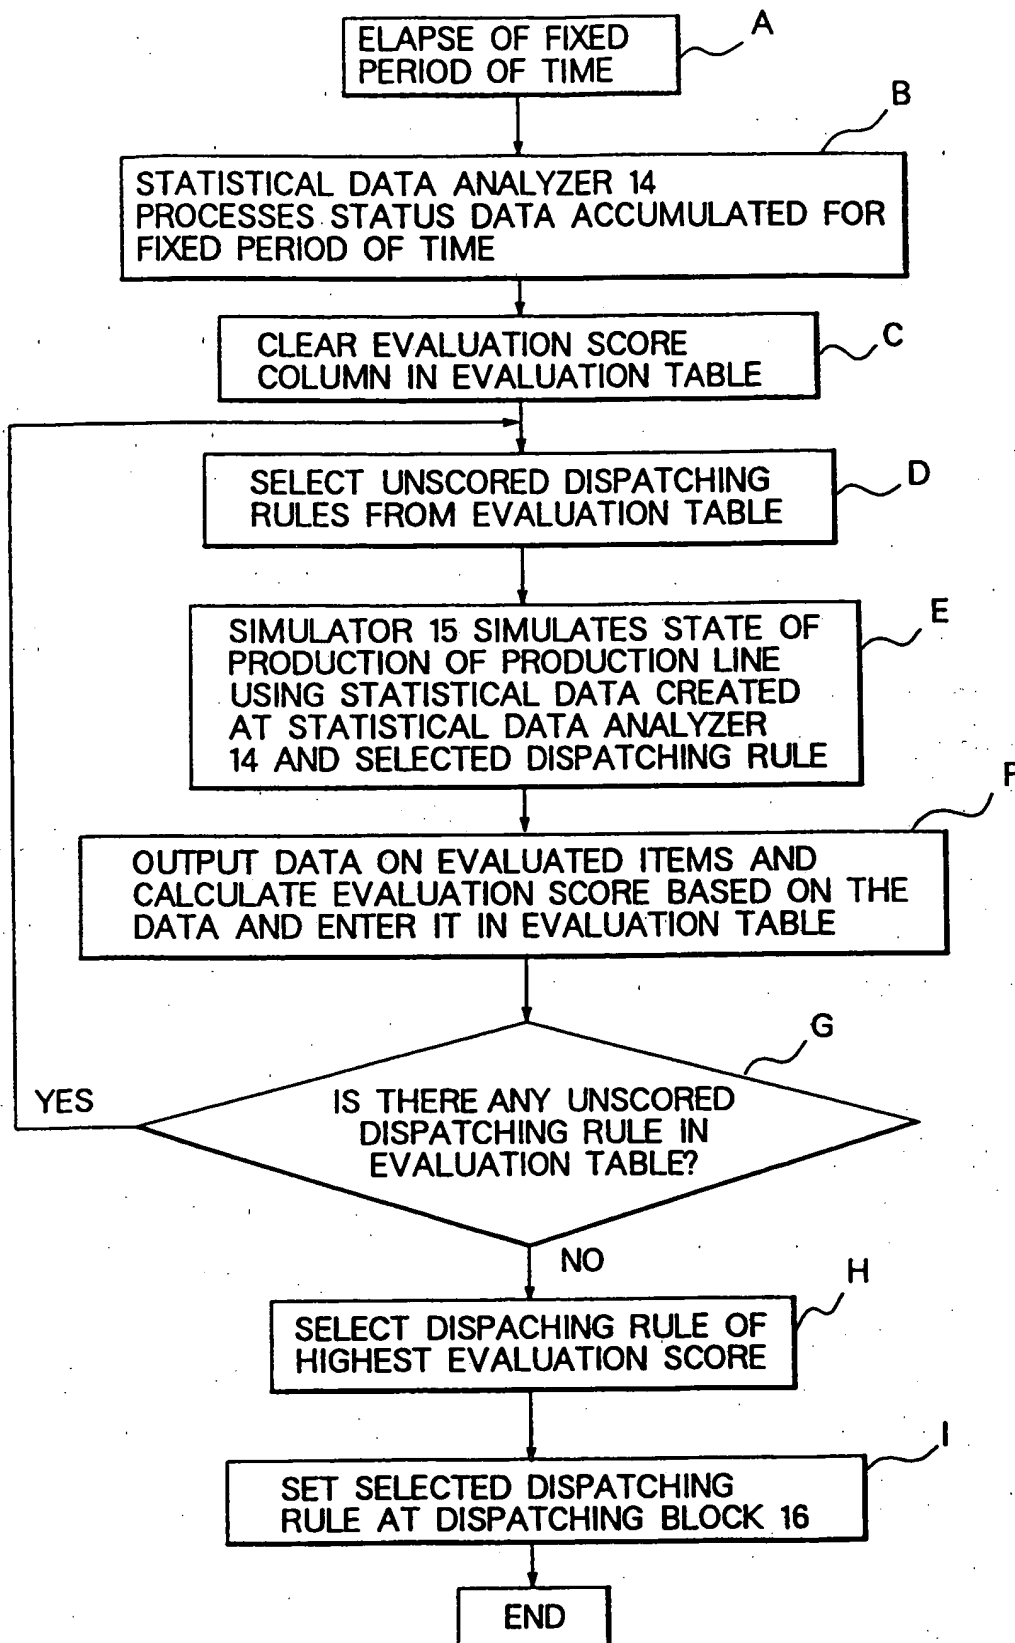 A
ELAPSE OF FIXED
PERIOD OF TIME
B
STATISTICAL DATA ANALYZER 14
PROCESSES STATUS DATA ACCUMULATED FOR
FIXED PERIOD OF TIME
C
CLEAR EVALUATION SCORE
COLUMN IN EVALUATION TABLE
D
SELECT UNSCORED DISPATCHING
RULES FROM EVALUATION TABLE
E
SIMULATOR 15 SIMULATES STATE OF
PRODUCTION OF PRODUCTION LINE
USING STATISTICAL DATA CREATED
AT STATISTICAL DATA ANALYZER
14 AND SELECTED DISPATCHING RULE
F
OUTPUT DATA ON EVALUATED ITEMS AND
CALCULATE EVALUATION SCORE BASED ON THE
DATA AND ENTER IT IN EVALUATION TABLE
G
YES
IS THERE ANY UNSCORED
DISPATCHING RULE IN
EVALUATION TABLE?
NO
H
SELECT DISPACHING RULE OF
HIGHEST EVALUATION SCORE
I
SET SELECTED DISPATCHING
RULE AT DISPATCHING BLOCK 16
END